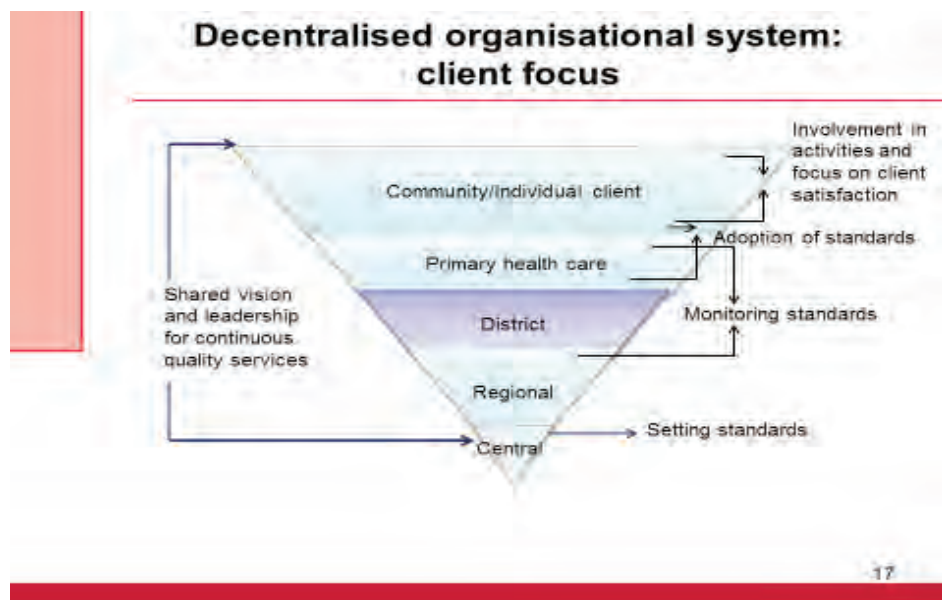 Decentralised organisational system:
client focus
Involvement in
activities and
focus on client
satisfaction
Community/Individual client
Adoption of standards
Primary health care
Shared vision
and leadership
for continuous
quality services
District
Monitoring standards
Regional
Central
Setting standards
17